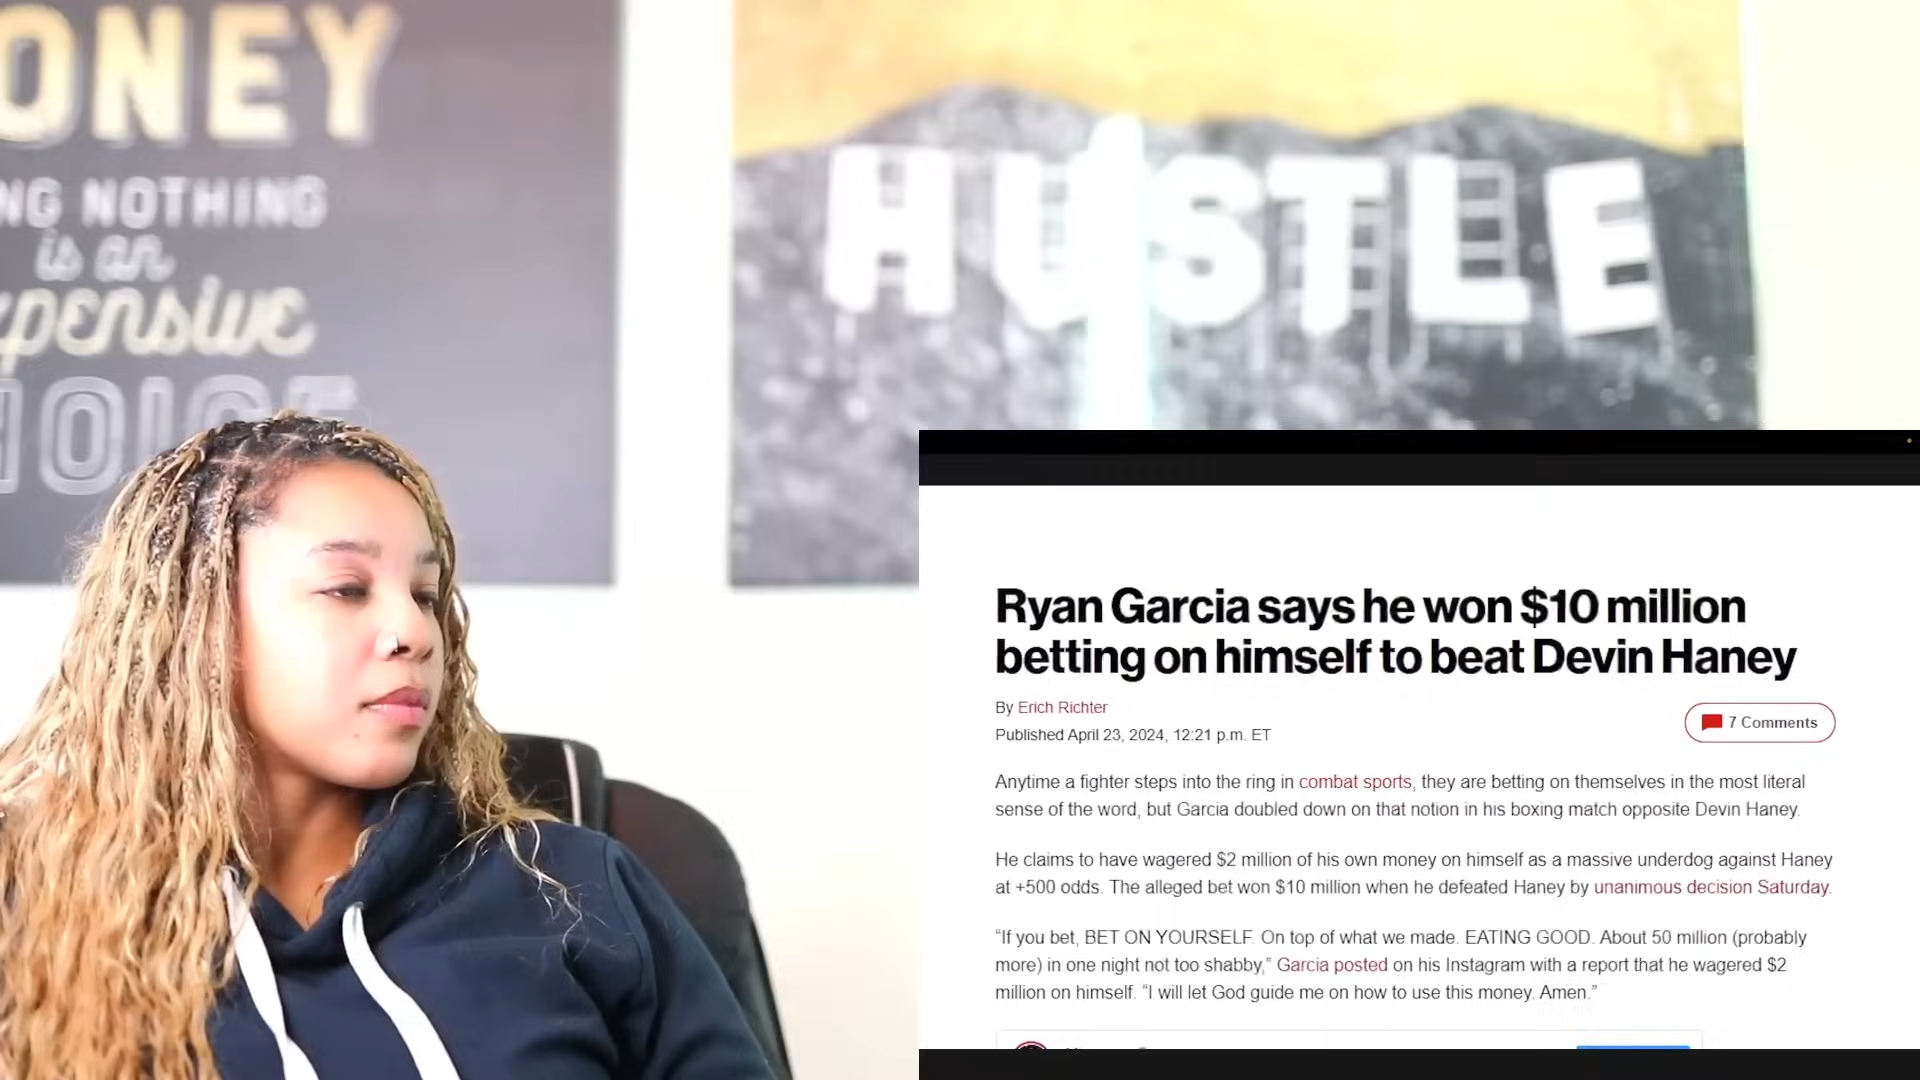 ONEY
NG NOTHING
is an
xpensive
HUSTLE
Ryan Garcia says he won $10 million
betting on himself to beat Devin Haney
By Erich Richter
7 Comments
Published April 23, 2024, 12:21 p.m. ET
Anytime a fighter steps into the ring in combat sports, they are betting on themselves in the most literal
sense of the word, but Garcia doubled down on that notion in his boxing match opposite Devin Haney.
He claims to have wagered $2 million of his own money on himself as a massive underdog against Haney
at +500 odds. The alleged bet won $10 million when he defeated Haney by unanimous decision Saturday.
“If you bet, BET ON YOURSELF. On top of what we made. EATING GOOD. About 50 million (probably
more) in one night not too shabby,” Garcia posted on his Instagram with a report that he wagered $2
million on himself. “I will let God guide me on how to use this money. Amen.”